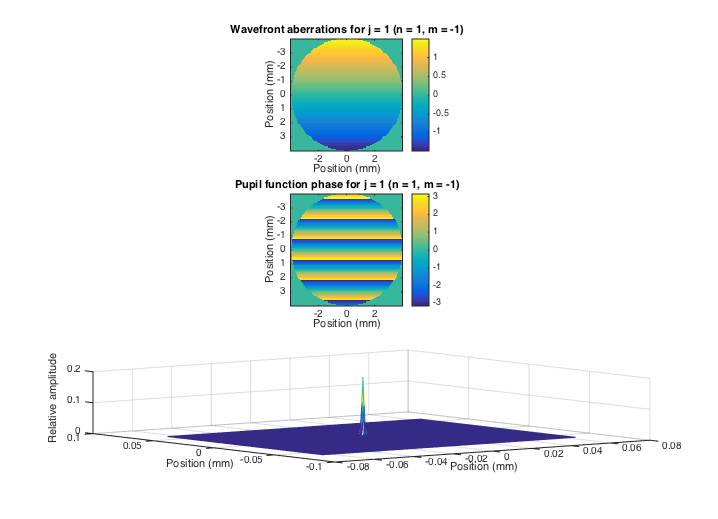 Wavefront aberrations for j = 1 (n = 1, m = -1)
-3
-2
-1
0
1
2
3
Position (mm)
-2 0 2
Position (mm)
1
0.5
0
-0.5
-1
Pupil function phase for j = 1 (n = 1, m = -1)
-3
-2
-1
0
1
2
3
Position (mm)
-2 0 2
Position (mm)
3
2
1
0
-1
-2
-3
Relative amplitude
0.2
0.1
0
0.1
0.05
0
-0.05
-0.1
Position (mm)
-0.08 -0.06 -0.04 -0.02 0 0.02 0.04 0.06 0.08
Position (mm)